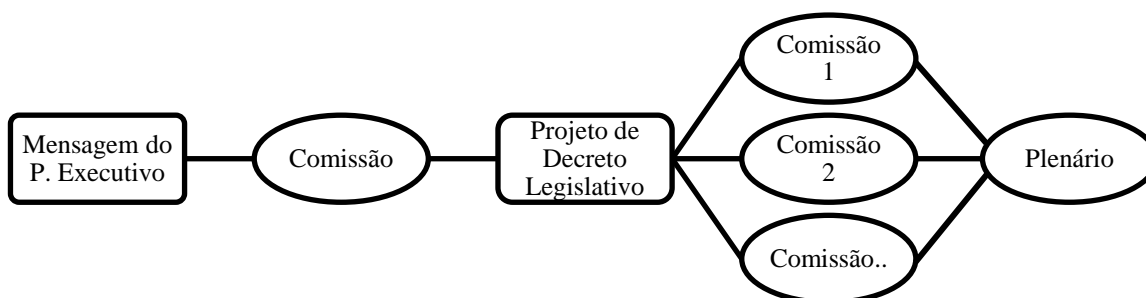 Mensagem do
P. Executivo
Comissão
Projeto de
Decreto
Legislativo
Comissão
1
Comissão
2
Comissão..
Plenário